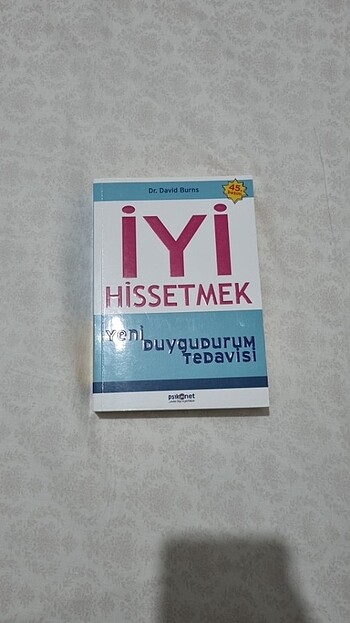 Dr. David Burns
45.
İYİ
HİSSETMEK
Yeni
Duygudurum
Tedavisi
psikonet